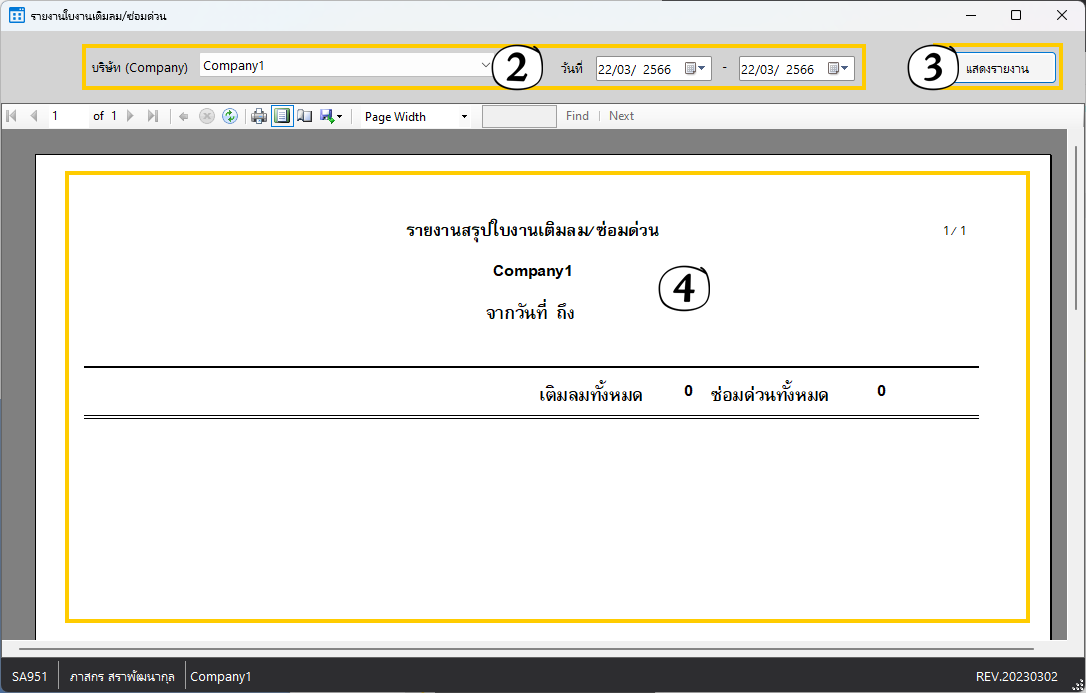 รายงานใบงานเติมลม/ซ่อมด่วน
บริษัท (Company) Company1 2 วันที่ 22/03/ 2566 - 22/03/ 2566 3 แสดงรายงาน
1 of 1 Page Width Find | Next
รายงานสรุปใบงานเติมลม/ซ่อมด่วน 1 / 1
Company1
4
จากวันที่ ถึง
เติมลมทั้งหมด 0 ซ่อมด่วนทั้งหมด 0
SA951 ภาสกร สราพัฒนากุล Company1 REV.20230302